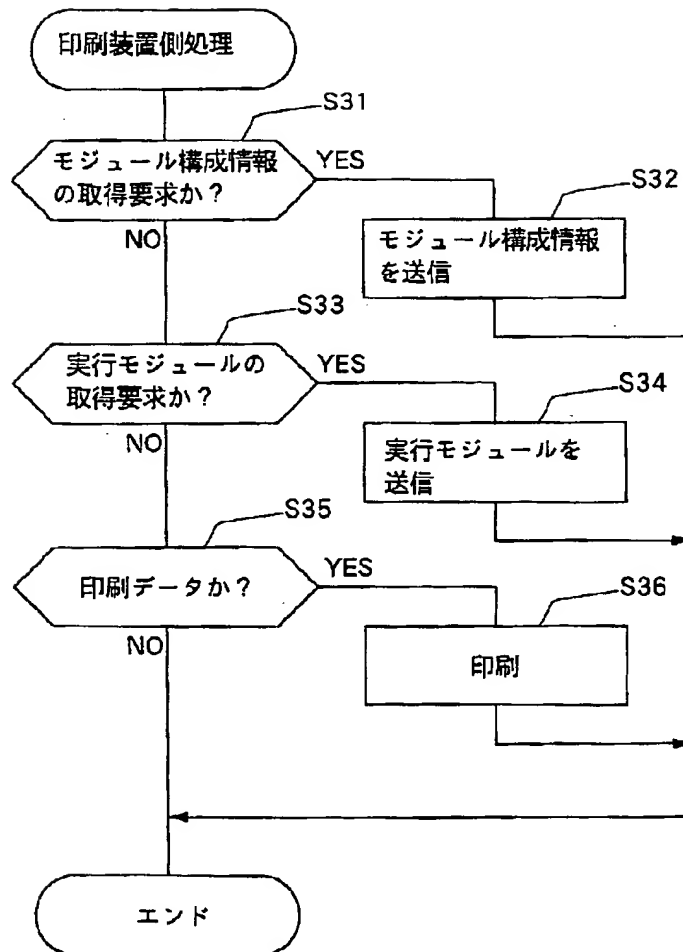 印刷装置側処理
S31
モジュール構成情報
の取得要求か？
YES
S32
モジュール構成情報
を送信
NO
S33
実行モジュールの
取得要求か？
YES
S34
実行モジュールを
送信
NO
S35
印刷データか？
YES
S36
印刷
NO
エンド